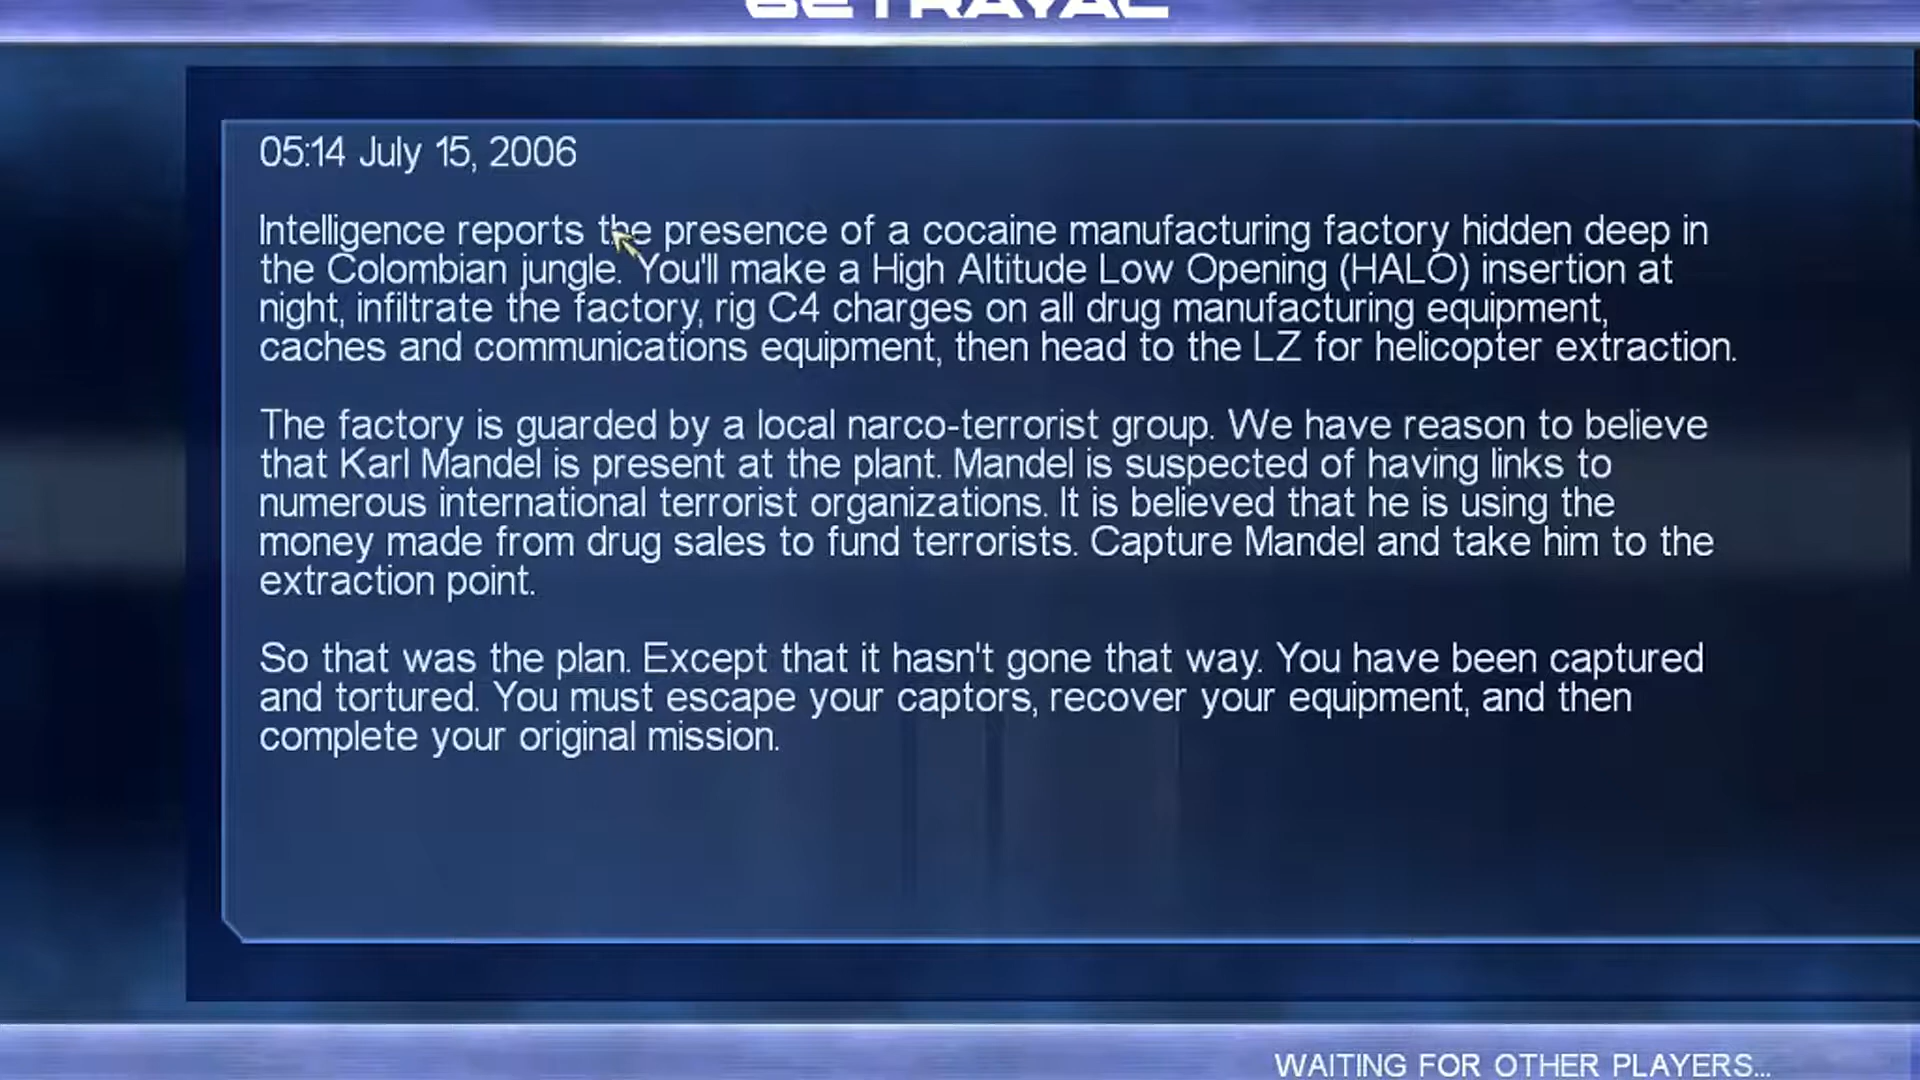 BETRAYAL
05:14 July 15, 2006
Intelligence reports the presence of a cocaine manufacturing factory hidden deep in
the Colombian jungle. You'll make a High Altitude Low Opening (HALO) insertion at
night, infiltrate the factory, rig C4 charges on all drug manufacturing equipment,
caches and communications equipment, then head to the LZ for helicopter extraction.
The factory is guarded by a local narco-terrorist group. We have reason to believe
that Karl Mandel is present at the plant. Mandel is suspected of having links to
numerous international terrorist organizations. It is believed that he is using the
money made from drug sales to fund terrorists. Capture Mandel and take him to the
extraction point.
So that was the plan. Except that it hasn't gone that way. You have been captured
and tortured. You must escape your captors, recover your equipment, and then
complete your original mission.
WAITING FOR OTHER PLAYERS...